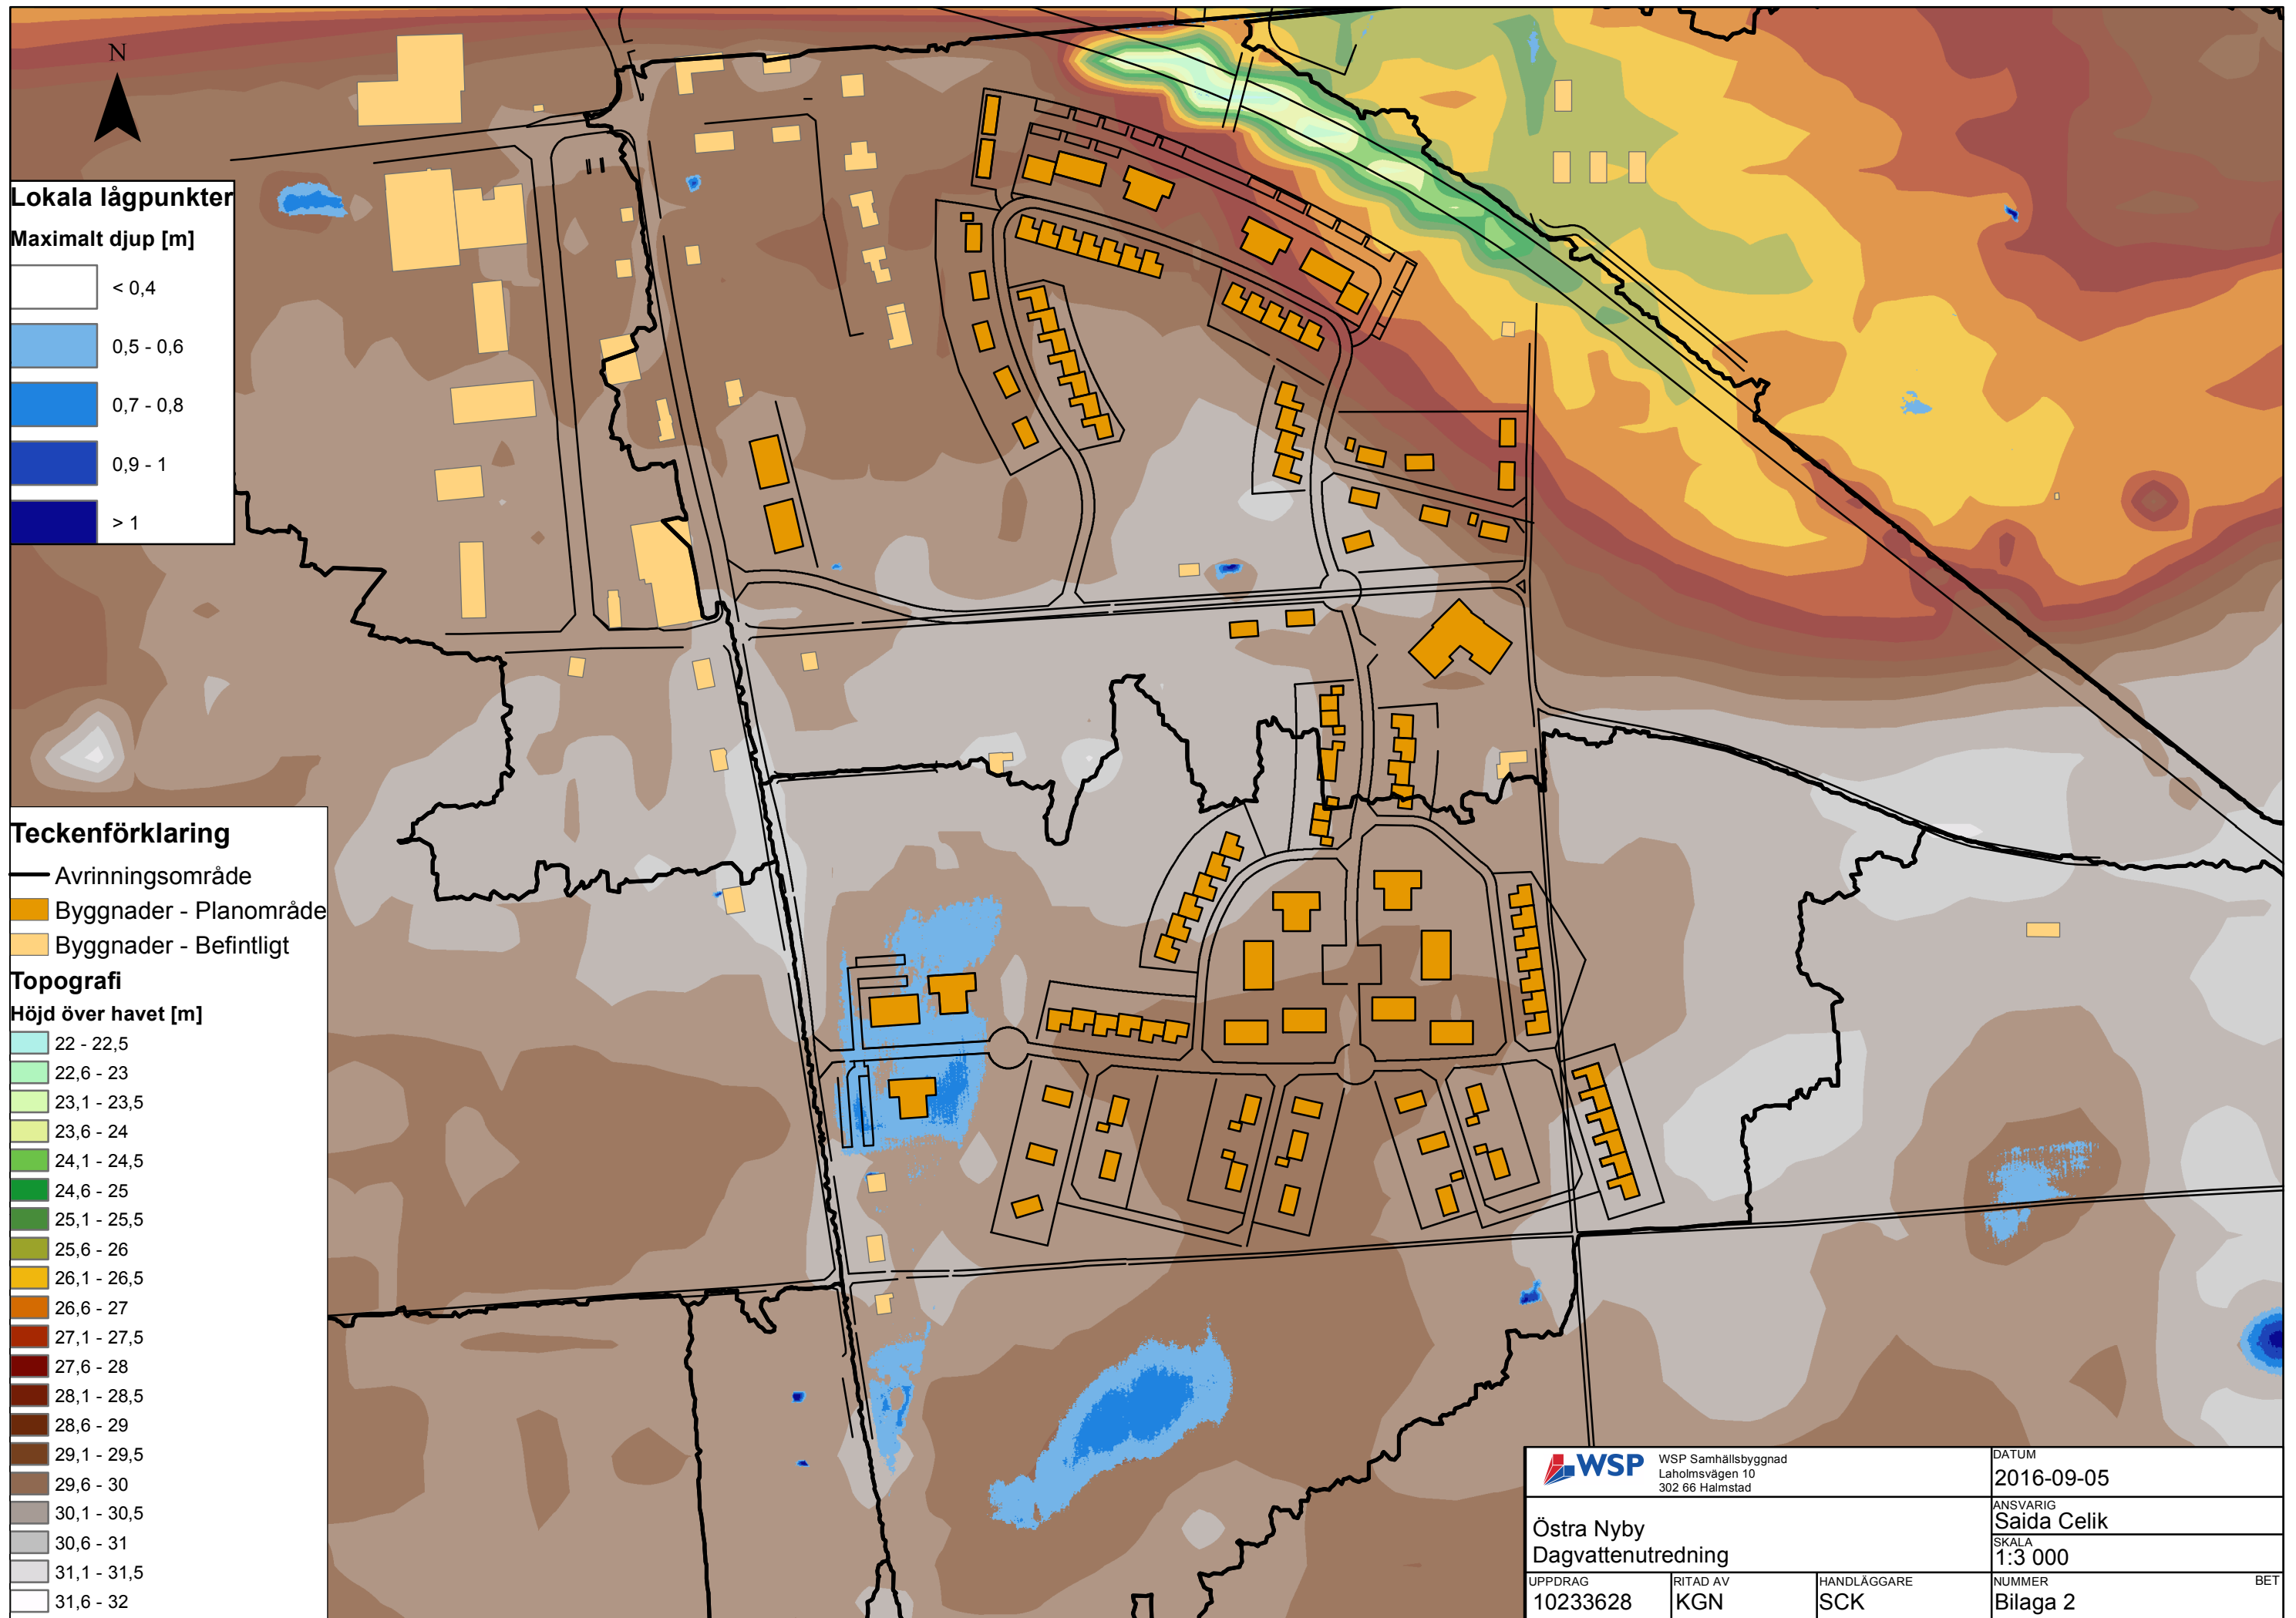 N
Lokala lågpunkter
Maximalt djup [m]
< 0,4
0,5 - 0,6
0,7 - 0,8
0,9 - 1
> 1
Teckenförklaring
Avrinningsområde
Byggnader - Planområde
Byggnader - Befintligt
Topografi
Höjd över havet [m]
22 - 22,5
22,6 - 23
23,1 - 23,5
23,6 - 24
24,1 - 24,5
24,6 - 25
25,1 - 25,5
25,6 - 26
26,1 - 26,5
26,6 - 27
27,1 - 27,5
27,6 - 28
28,1 - 28,5
28,6 - 29
29,1 - 29,5
29,6 - 30
30,1 - 30,5
30,6 - 31
31,1 - 31,5
31,6 - 32
WSP
WSP Samhällsbyggnad
Laholmsvägen 10
302 66 Halmstad
DATUM
2016-09-05
Östra Nyby
Dagvattenutredning
ANSVARIG
Saida Celik
SKALA
1:3 000
UPPDRAG
10233628
RITAD AV
KGN
HANDLÄGGARE
SCK
NUMMER
Bilaga 2
BET